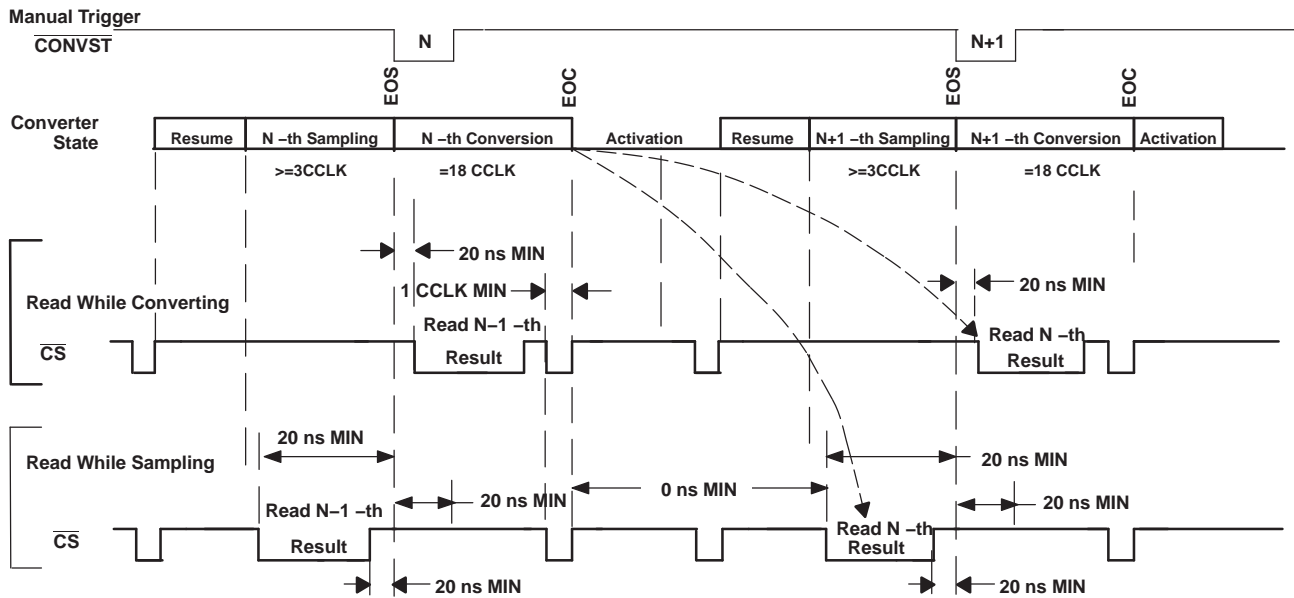 Manual Trigger
CONVST
N
N+1
EOS
EOC
EOS
EOC
Converter
State
Resume
N –th Sampling
N –th Conversion
Activation
Resume
N+1 –th Sampling
N+1 –th Conversion
Activation
>=3CCLK
=18 CCLK
>=3CCLK
=18 CCLK
20 ns MIN
20 ns MIN
1 CCLK MIN
Read While Converting
Read N–1 –th
Result
Read N –th
Result
CS
20 ns MIN
20 ns MIN
Read While Sampling
20 ns MIN
0 ns MIN
20 ns MIN
Read N–1 –th
Result
Read N –th
Result
CS
20 ns MIN
20 ns MIN